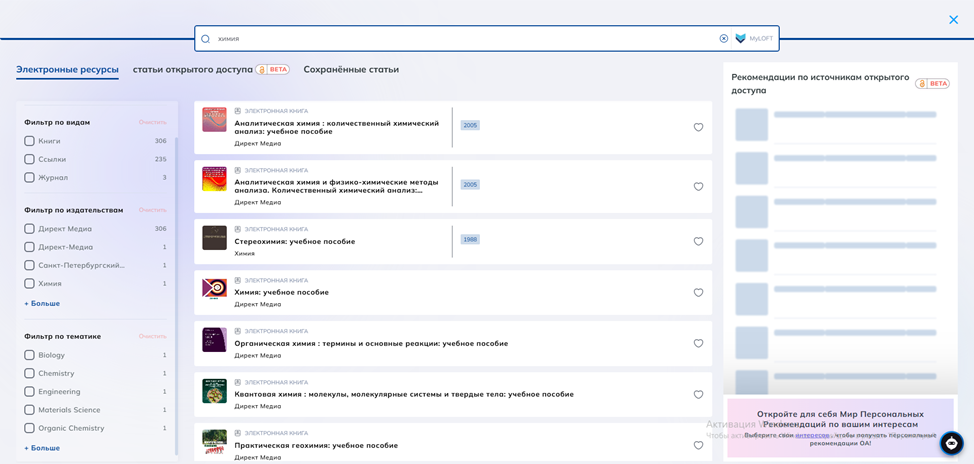 химия
MyLOFT
Электронные ресурсы
статьи открытого доступа BETA
Сохранённые статьи
Фильтр по видам Очистить
Книги 306
Ссылки 235
Журнал 3
Фильтр по издательствам Очистить
Директ Медиа 306
Директ-Медиа 1
Санкт-Петербургский... 1
Химия 1
+ Больше
Фильтр по тематике Очистить
Biology 1
Chemistry 1
Engineering 1
Materials Science 1
Organic Chemistry 1
+ Больше
ЭЛЕКТРОННАЯ КНИГА
Аналитическая химия : количественный химический
анализ: учебное пособие
Директ Медиа
2005
ЭЛЕКТРОННАЯ КНИГА
Аналитическая химия и физико-химические методы
анализа. Количественный химический анализ:...
Директ Медиа
2005
ЭЛЕКТРОННАЯ КНИГА
Стереохимия: учебное пособие
Химия
1988
ЭЛЕКТРОННАЯ КНИГА
Химия: учебное пособие
Директ Медиа
ЭЛЕКТРОННАЯ КНИГА
Органическая химия : термины и основные реакции: учебное пособие
Директ Медиа
ЭЛЕКТРОННАЯ КНИГА
Квантовая химия : молекулы, молекулярные системы и твердые тела: учебное пособие
Директ Медиа
ЭЛЕКТРОННАЯ КНИГА
Практическая геохимия: учебное пособие
Директ Медиа
Рекомендации по источникам открытого
доступа
BETA
Откройте для себя Мир Персональных
Рекомендаций по вашим интересам
Выберите свои интересы , чтобы получать персональные
рекомендации ОА!
Активация W